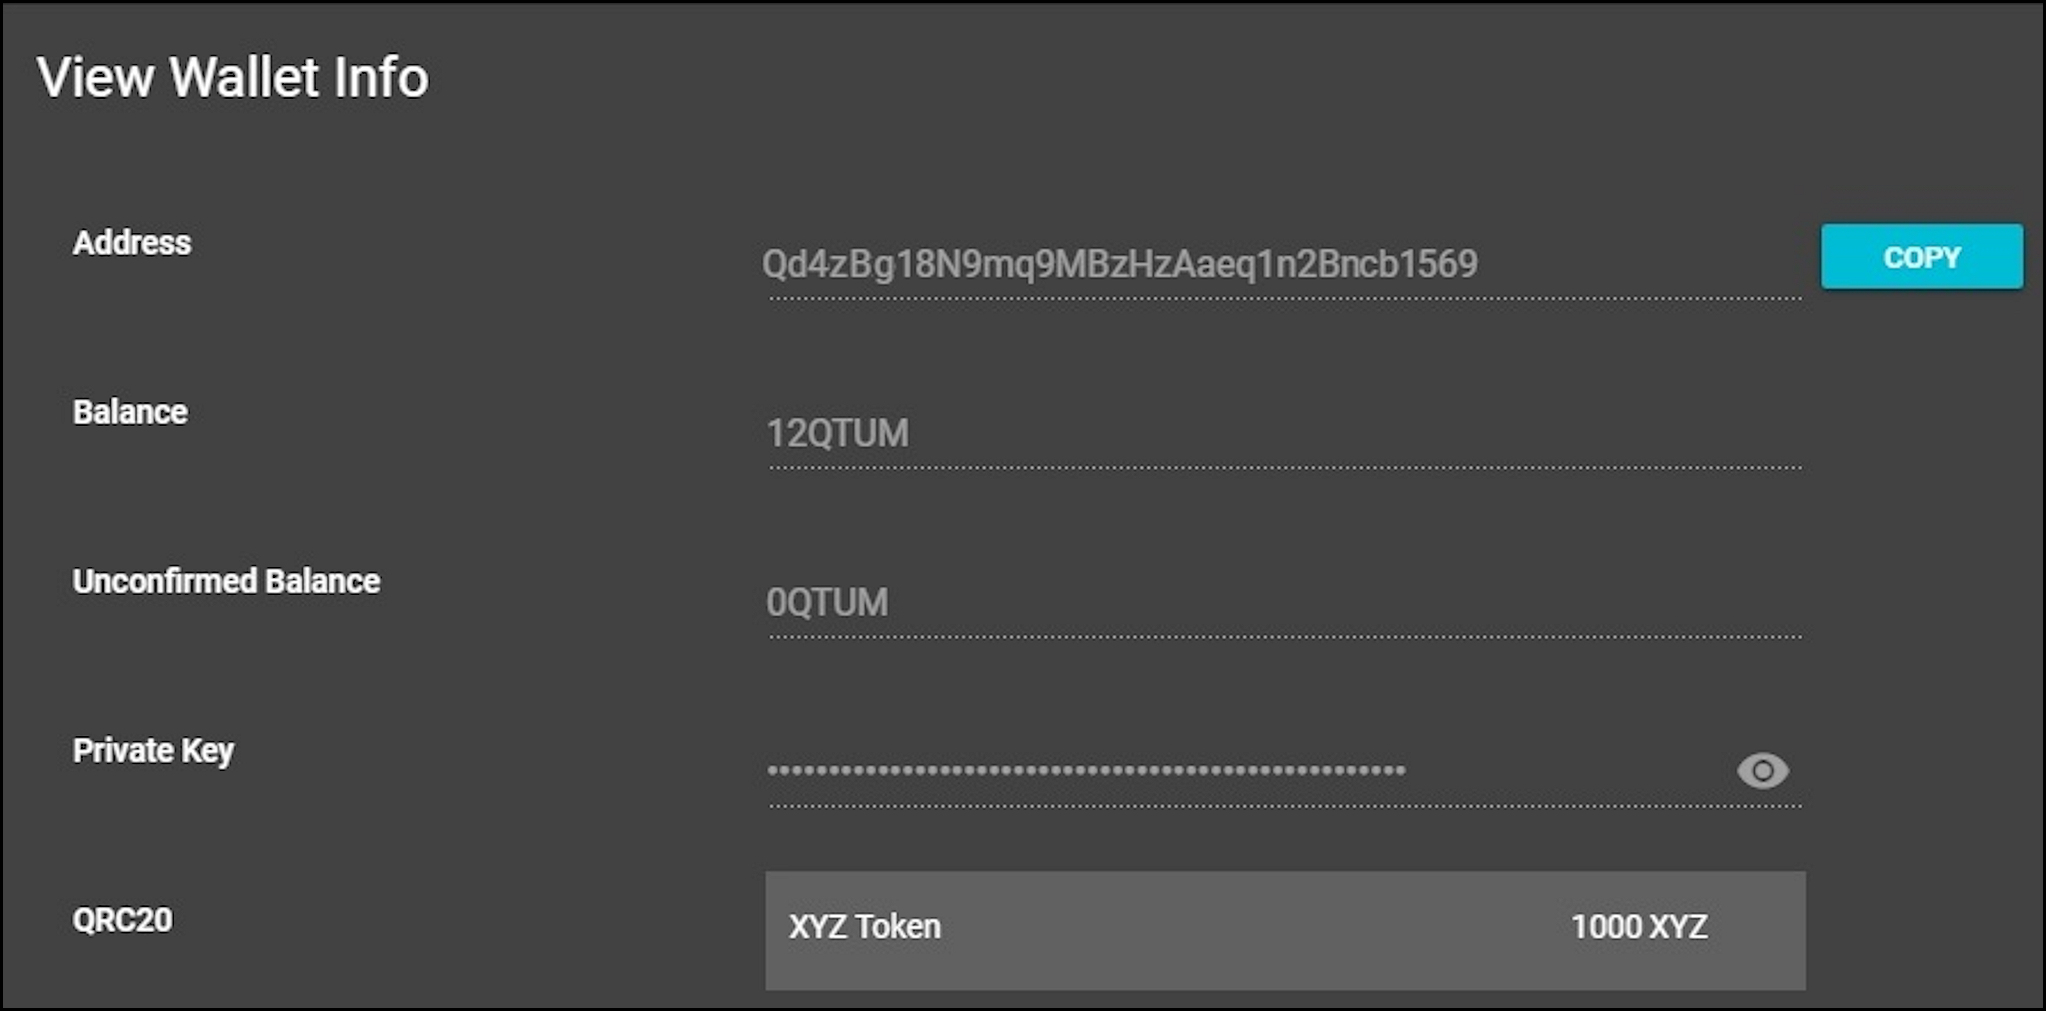 View Wallet Info
Address
Qd4zBg18N9mq9MBzHzAaeq1n2Bncb1569
COPY
Balance
12QTUM
Unconfirmed Balance
0QTUM
Private Key
••••••••••••••••••••••••••••••••••••••••••••••••••••
QRC20
XYZ Token 1000 XYZ